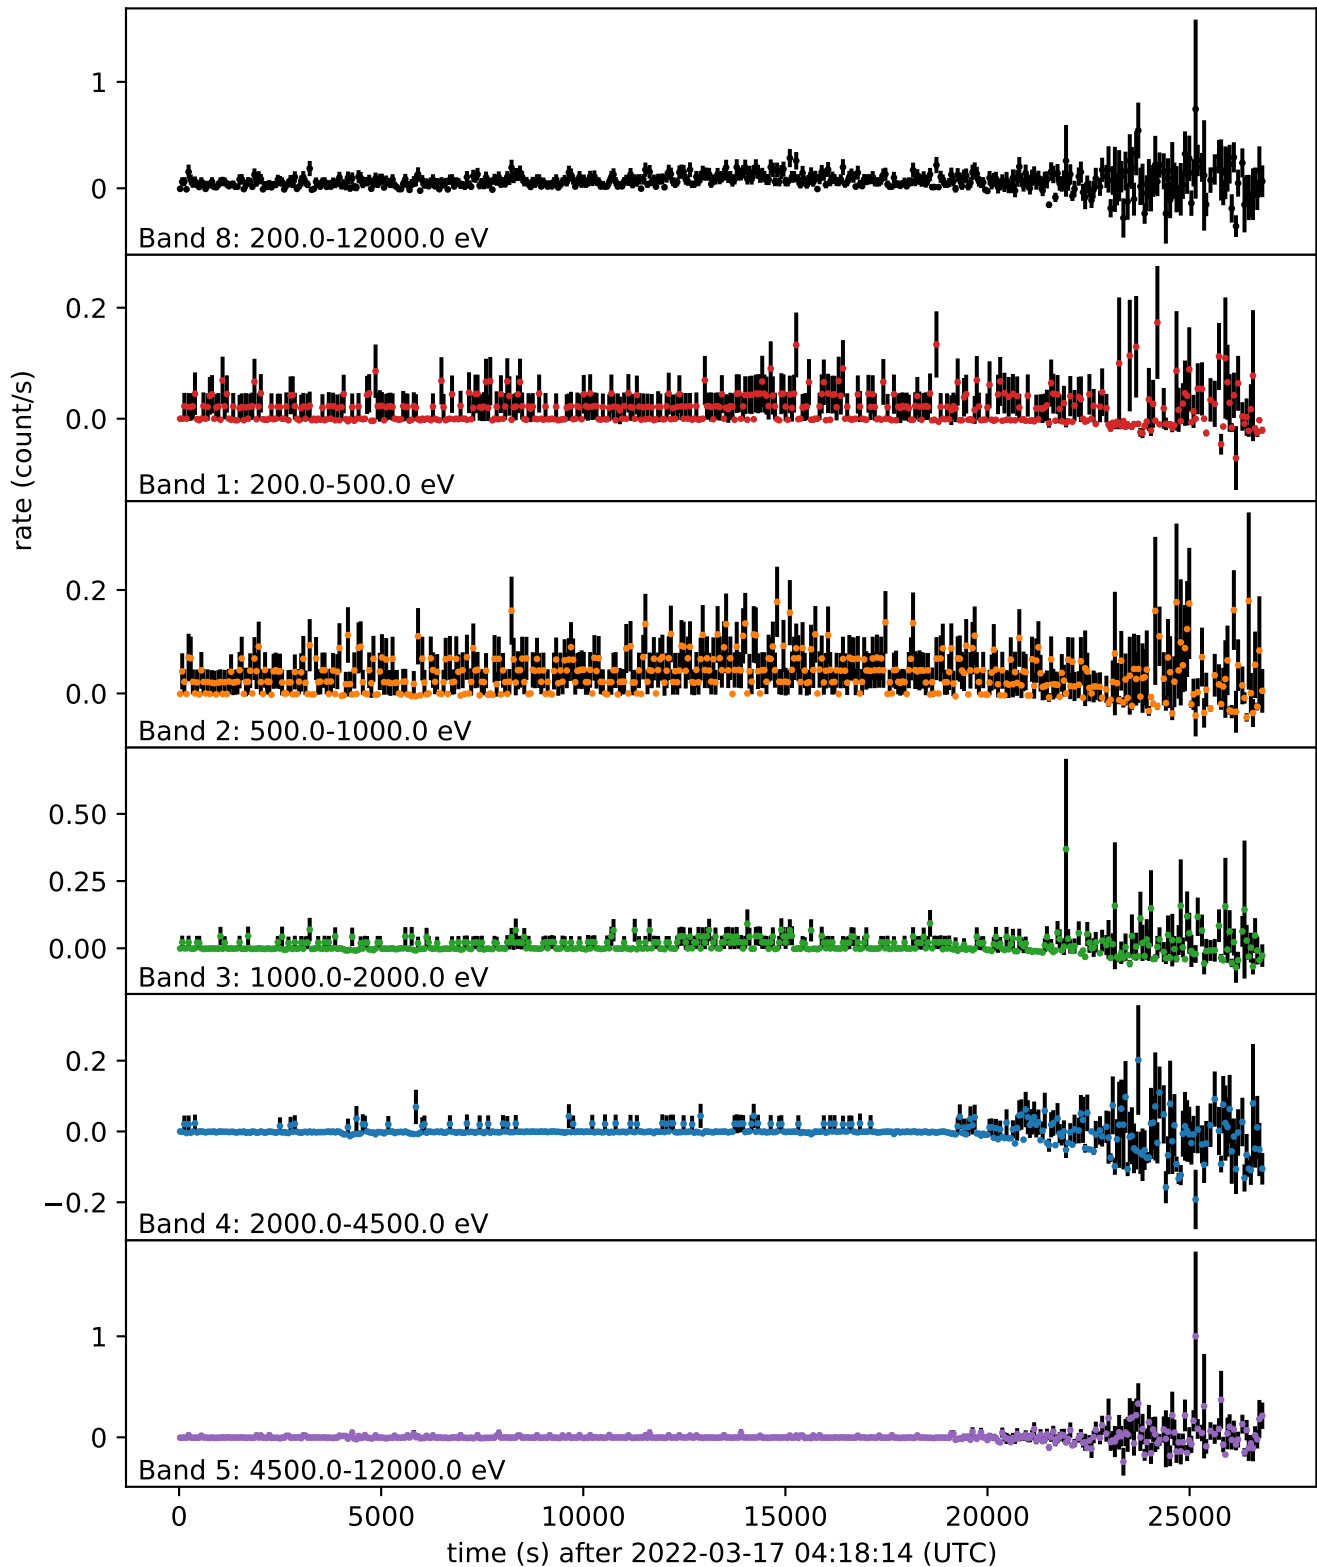 rate (count/s)
1
0
Band 8: 200.0-12000.0 eV
0.2
0.0
Band 1: 200.0-500.0 eV
0.2
0.0
Band 2: 500.0-1000.0 eV
0.50
0.25
0.00
Band 3: 1000.0-2000.0 eV
0.2
0.0
−0.2
Band 4: 2000.0-4500.0 eV
1
0
Band 5: 4500.0-12000.0 eV
0 5000 10000 15000 20000 25000
time (s) after 2022-03-17 04:18:14 (UTC)